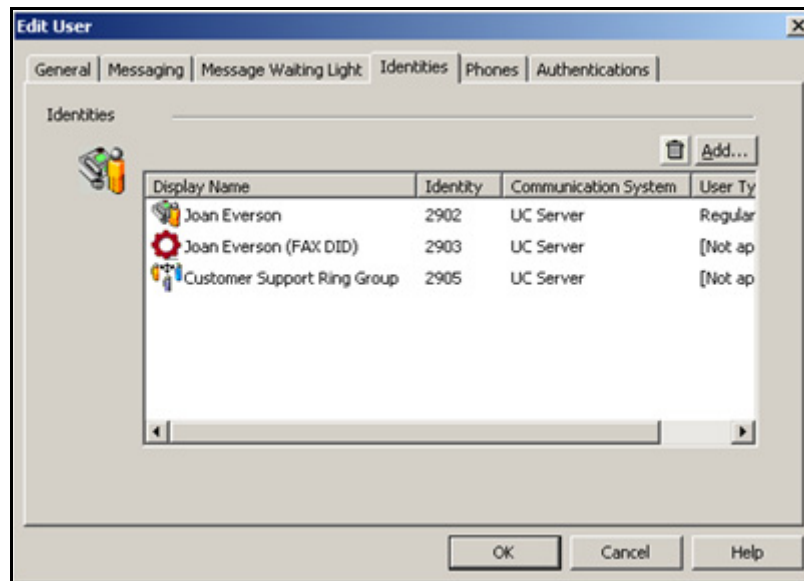 Edit User
General Messaging Message Waiting Light Identities Phones Authentications
Identities
Add...
Display Name Identity Communication System User Ty
Joan Everson 2902 UC Server Regular
Joan Everson (FAX DID) 2903 UC Server [Not ap
Customer Support Ring Group 2905 UC Server [Not ap
OK Cancel Help